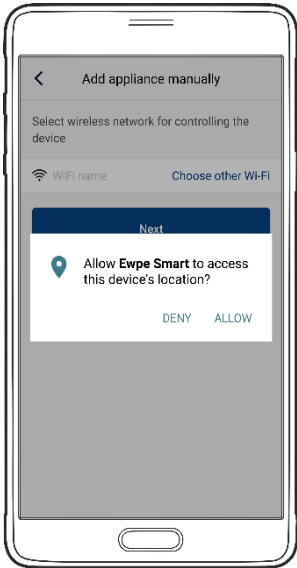 Add appliance manually
Select wireless network for controlling the
device
WiFi name
Choose other Wi-Fi
Next
Allow Ewpe Smart to access
this device's location?
DENY
ALLOW